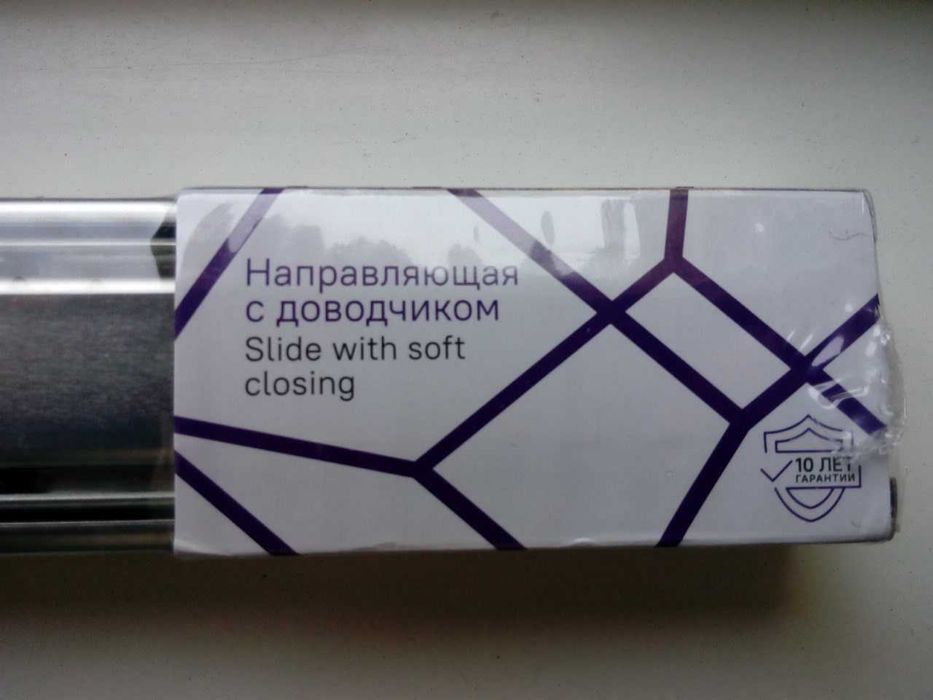 Направляющая
с доводчиком
Slide with soft
closing
10 ЛЕТ
ГАРАНТИИ